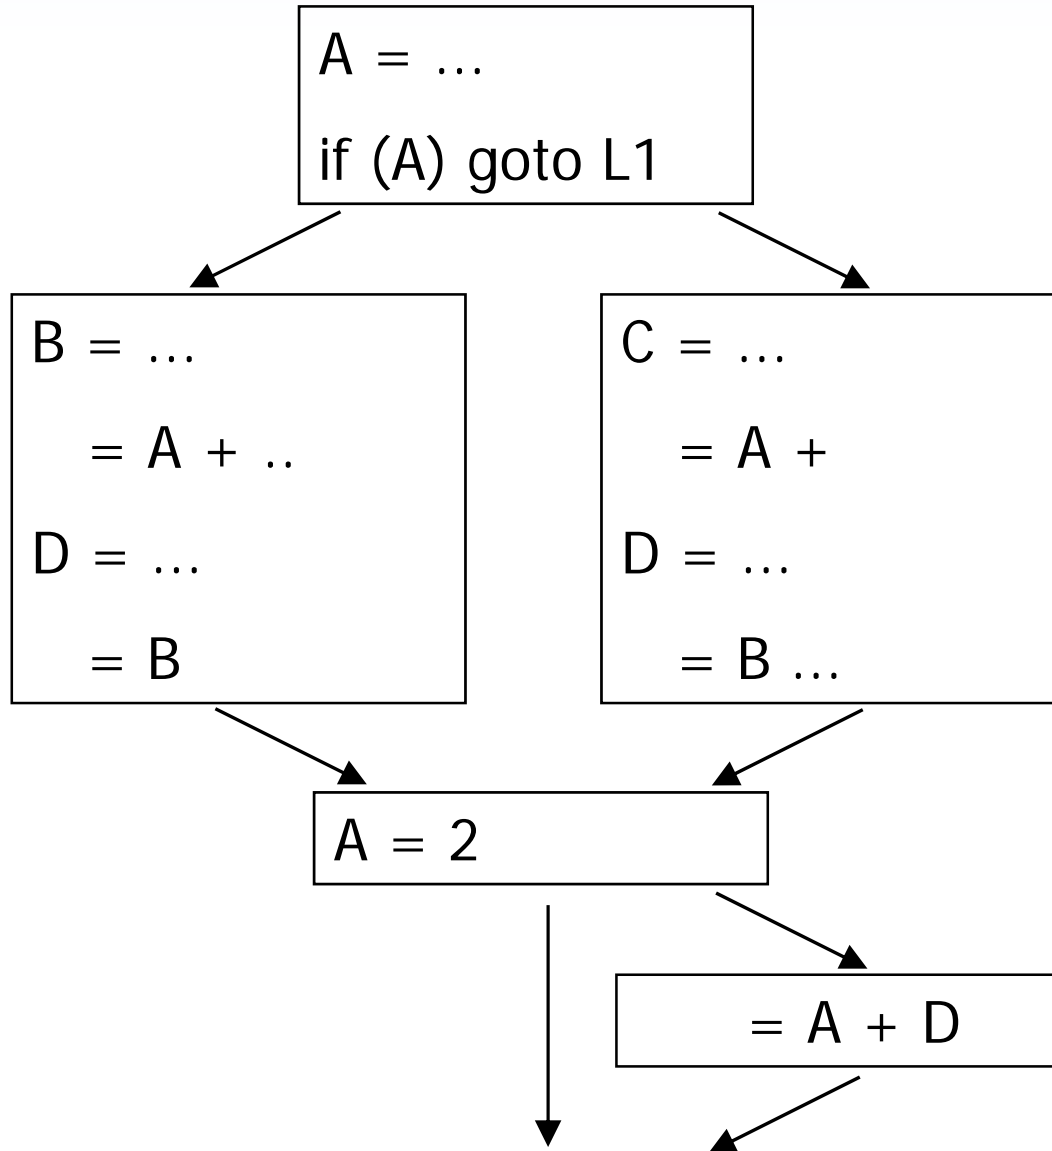 A = ...
if (A) goto L1
B = ...
= A + ..
D = ...
= B
C = ...
= A +
D = ...
= B ...
A = 2
= A + D